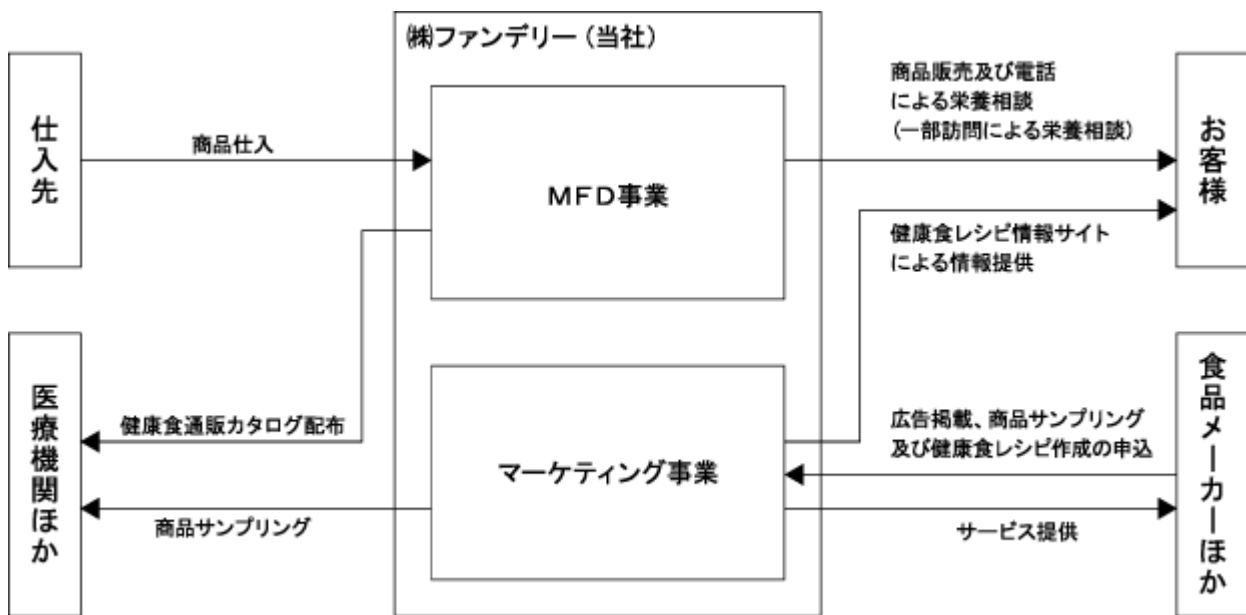 ㈱ファンデリー（当社）
仕入先
商品仕入
MFD事業
商品販売及び電話
による栄養相談
（一部訪問による栄養相談）
お客様
健康食レシピ情報サイト
による情報提供
医療機関ほか
健康食通販カタログ配布
商品サンプリング
マーケティング事業
広告掲載、商品サンプリング
及び健康食レシピ作成の申込
サービス提供
食品メーカーほか